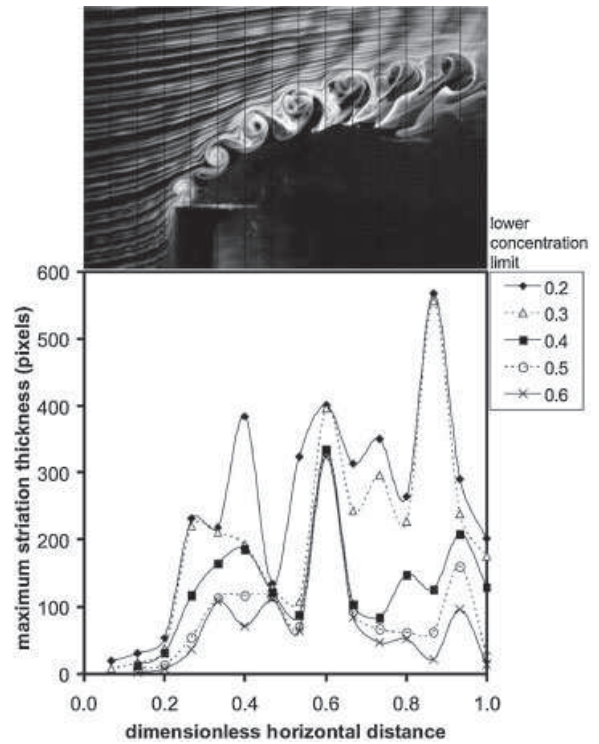 lower
concentration
limit
0.2
0.3
0.4
0.5
0.6
600
500
400
300
200
100
0
maximum striation thickness (pixels)
0.0 0.2 0.4 0.6 0.8 1.0
dimensionless horizontal distance